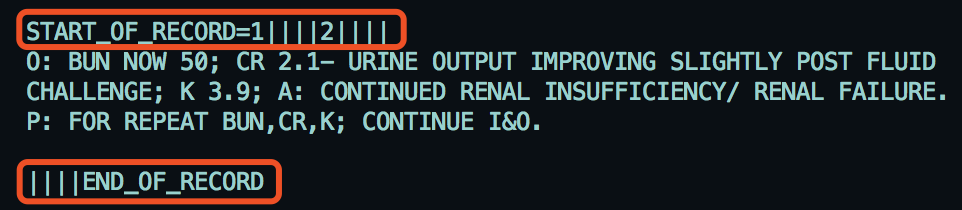 START_OF_RECORD=1||||2||||
O: BUN NOW 50; CR 2.1— URINE OUTPUT IMPROVING SLIGHTLY POST FLUID
CHALLENGE; K 3.9; A: CONTINUED RENAL INSUFFICIENCY/ RENAL FAILURE.
P: FOR REPEAT BUN,CR,K; CONTINUE I&O.
||||END_OF_RECORD